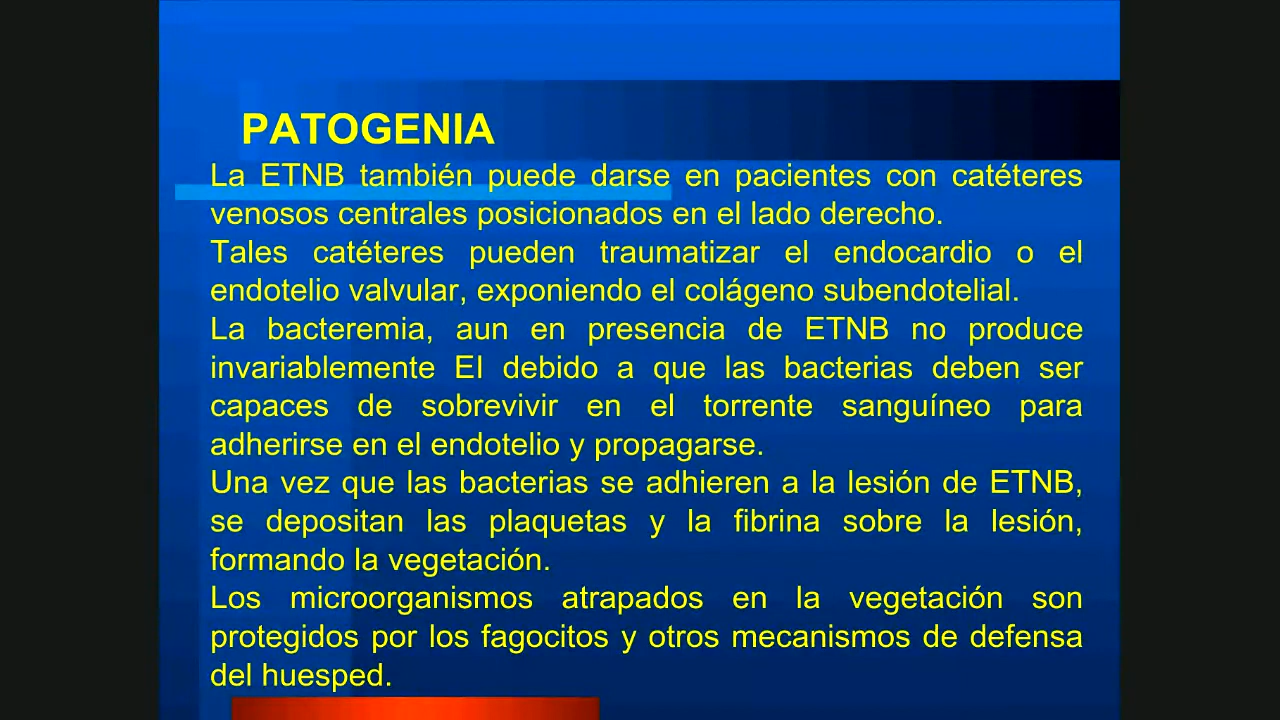 PATOGENIA
La ETNB también puede darse en pacientes con catéteres
venosos centrales posicionados en el lado derecho.
Tales catéteres pueden traumatizar el endocardio o el
endotelio valvular, exponiendo el colágeno subendotelial.
La bacteremia, aun en presencia de ETNB no produce
invariablemente EI debido a que las bacterias deben ser
capaces de sobrevivir en el torrente sanguíneo para
adherirse en el endotelio y propagarse.
Una vez que las bacterias se adhieren a la lesión de ETNB,
se depositan las plaquetas y la fibrina sobre la lesión,
formando la vegetación.
Los microorganismos atrapados en la vegetación son
protegidos por los fagocitos y otros mecanismos de defensa
del huesped.